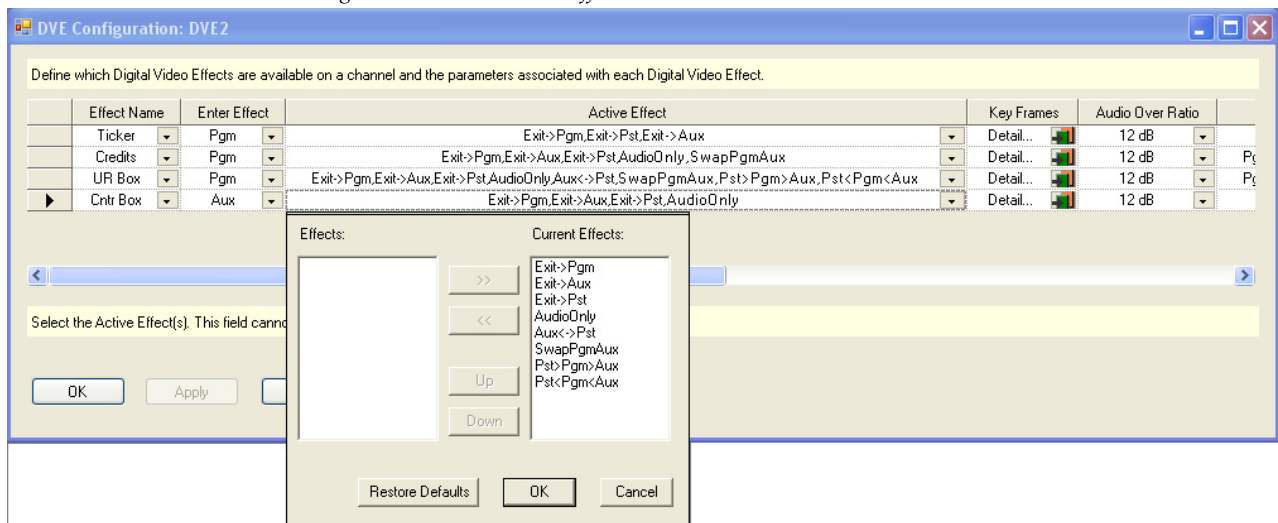 DVE Configuration: DVE2
Define which Digital Video Effects are available on a channel and the parameters associated with each Digital Video Effect.
Effect Name Enter Effect Active Effect Key Frames Audio Over Ratio
Ticker Pgm Exit->Pgm,Exit->Pst,Exit->Aux Detail... 12 dB
Credits Pgm Exit->Pgm,Exit->Aux,Exit->Pst,AudioOnly,SwapPgmAux Detail... 12 dB Pg
UR Box Pgm Exit->Pgm,Exit->Aux,Exit->Pst,AudioOnly,Aux<->Pst,SwapPgmAux,Pst>Pgm>Aux,Pst<Pgm<Aux Detail... 12 dB Pg
Cntr Box Aux Exit->Pgm,Exit->Aux,Exit->Pst,AudioOnly Detail... 12 dB
Effects: Current Effects:
Exit->Pgm
>>
Exit->Aux
Exit->Pst
AudioOnly
<<
Aux<->Pst
SwapPgmAux
Pst>Pgm>Aux
Up
Pst<Pgm<Aux
Down
Select the Active Effect(s). This field
OK Apply
Restore Defaults OK Cancel